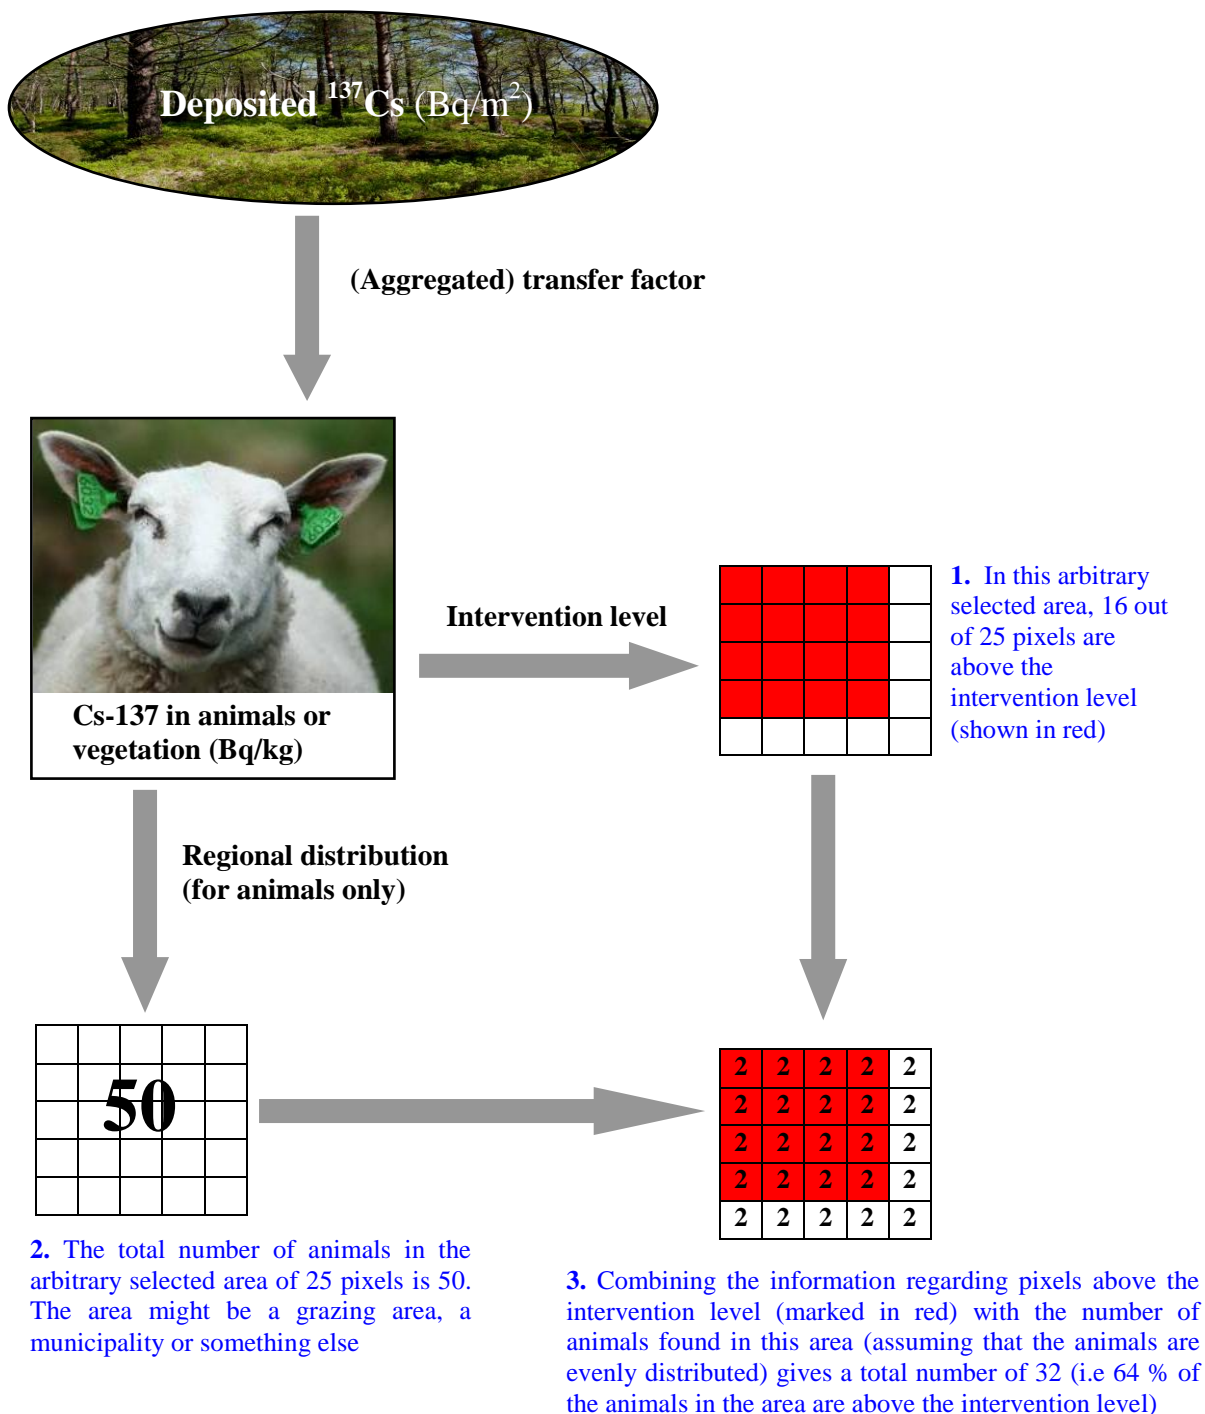 Deposited ¹³⁷Cs (Bq/m²)
(Aggregated) transfer factor
Intervention level
1. In this arbitrary
selected area, 16 out
of 25 pixels are
above the
intervention level
(shown in red)
Cs-137 in animals or
vegetation (Bq/kg)
Regional distribution
(for animals only)
50
2 2 2 2 2
2 2 2 2 2
2 2 2 2 2
2 2 2 2 2
2 2 2 2 2
2. The total number of animals in the
arbitrary selected area of 25 pixels is 50.
The area might be a grazing area, a
municipality or something else
3. Combining the information regarding pixels above the
intervention level (marked in red) with the number of
animals found in this area (assuming that the animals are
evenly distributed) gives a total number of 32 (i.e 64 % of
the animals in the area are above the intervention level)